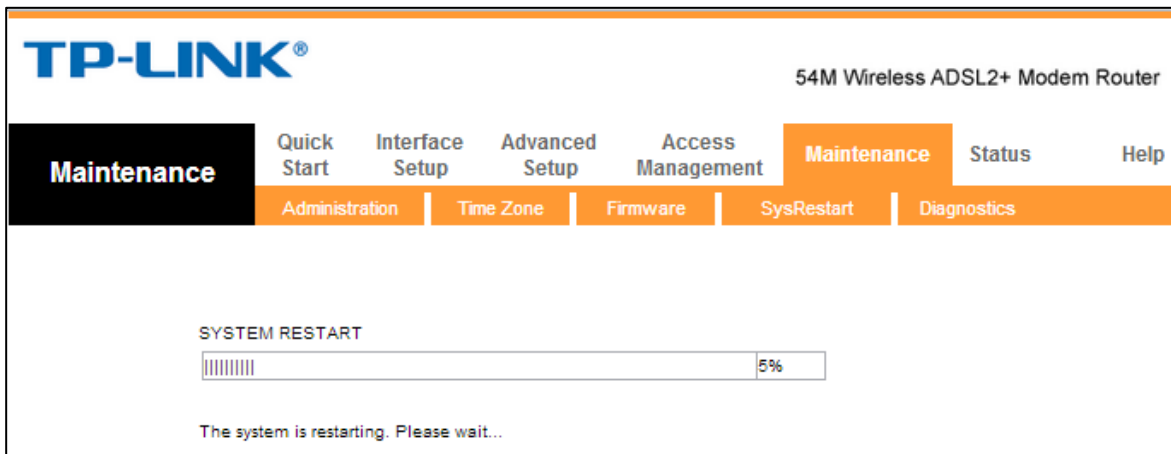 TP-LINK®
54M Wireless ADSL2+ Modem Router
Maintenance
Quick Start
Interface Setup
Advanced Setup
Access Management
Maintenance
Status
Help
Administration
Time Zone
Firmware
SysRestart
Diagnostics
SYSTEM RESTART
|||||||||| 5%
The system is restarting. Please wait...